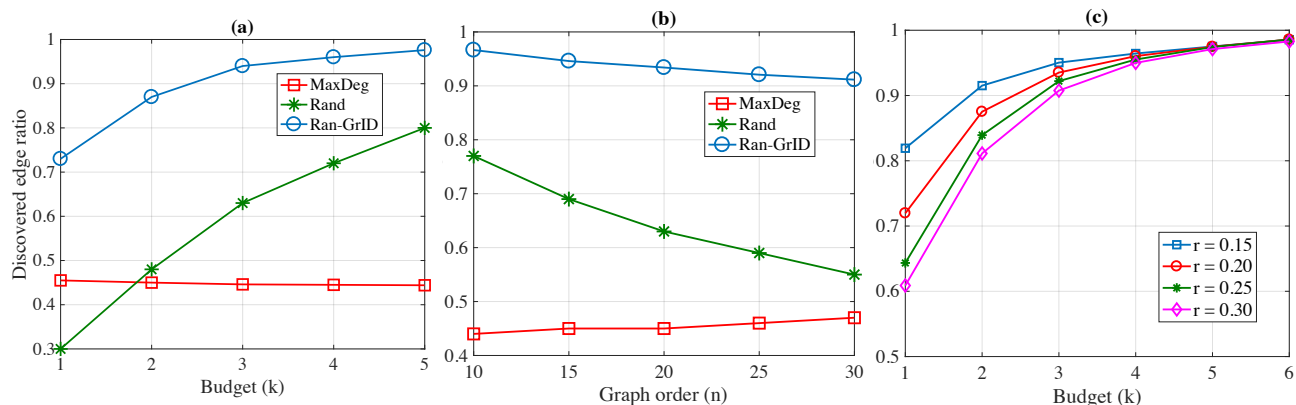 (a)
Discovered edge ratio
1
0.9
0.8
0.7
0.6
0.5
0.4
0.3
MaxDeg
Rand
Ran-GrID
1 2 3 4 5
Budget (k)
(b)
1
0.9
0.8
0.7
0.6
0.5
0.4
MaxDeg
Rand
Ran-GrID
10 15 20 25 30
Graph order (n)
(c)
1
0.9
0.8
0.7
0.6
0.5
r = 0.15
r = 0.20
r = 0.25
r = 0.30
1 2 3 4 5 6
Budget (k)